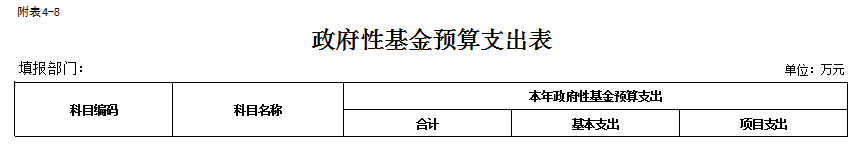 附表4-8
政府性基金预算支出表
填报部门： 单位：万元
科目编码 科目名称 本年政府性基金预算支出
合计 基本支出 项目支出